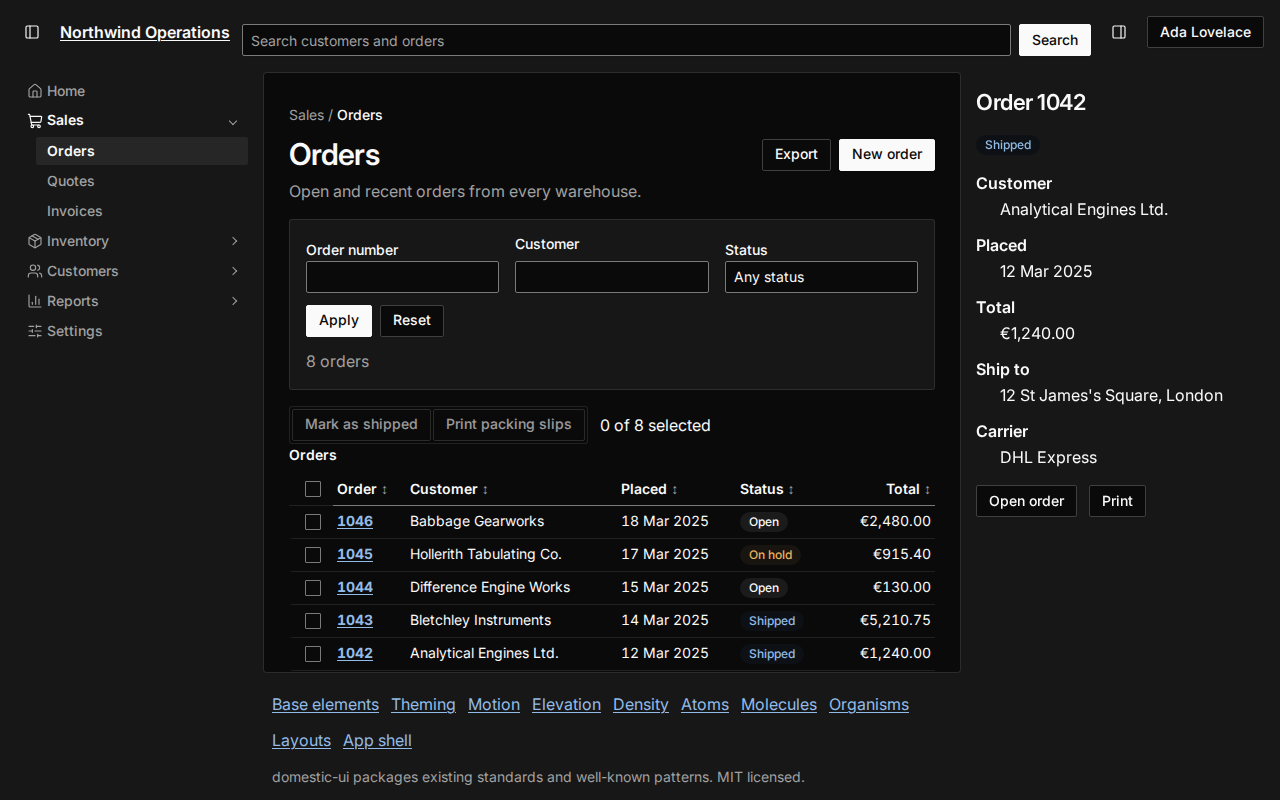 Northwind Operations
Search customers and orders
Search
Ada Lovelace
Home
Sales
Orders
Quotes
Invoices
Inventory
Customers
Reports
Settings
Sales / Orders
Orders
Export
New order
Open and recent orders from every warehouse.
Order number
Customer
Status
Any status
Apply
Reset
8 orders
Mark as shipped
Print packing slips
0 of 8 selected
Orders
Order ↕ Customer ↕ Placed ↕ Status ↕ Total ↕
1046 Babbage Gearworks 18 Mar 2025 Open €2,480.00
1045 Hollerith Tabulating Co. 17 Mar 2025 On hold €915.40
1044 Difference Engine Works 15 Mar 2025 Open €130.00
1043 Bletchley Instruments 14 Mar 2025 Shipped €5,210.75
1042 Analytical Engines Ltd. 12 Mar 2025 Shipped €1,240.00
Order 1042
Shipped
Customer
Analytical Engines Ltd.
Placed
12 Mar 2025
Total
€1,240.00
Ship to
12 St James's Square, London
Carrier
DHL Express
Open order
Print
Base elements Theming Motion Elevation Density Atoms Molecules Organisms
Layouts App shell
domestic-ui packages existing standards and well-known patterns. MIT licensed.